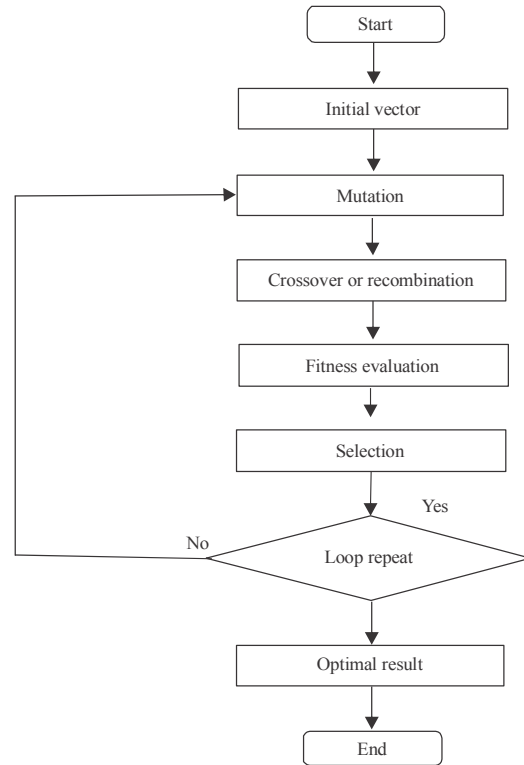 Start
Initial vector
Mutation
Crossover or recombination
Fitness evaluation
Selection
Yes
No
Loop repeat
Optimal result
End